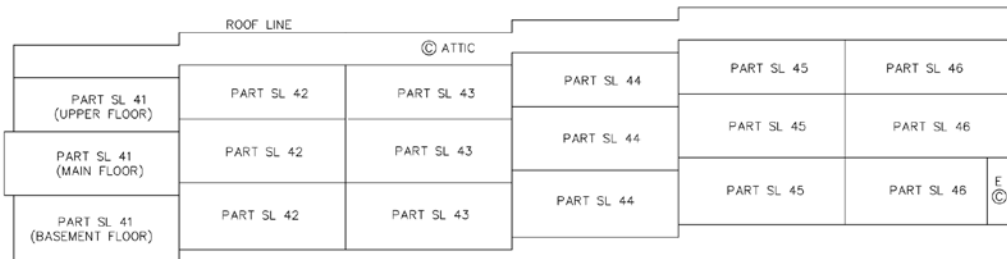 ROOF LINE
© ATTIC
PART SL 41
(UPPER FLOOR)
PART SL 42
PART SL 43
PART SL 44
PART SL 45
PART SL 46
PART SL 41
(MAIN FLOOR)
PART SL 42
PART SL 43
PART SL 44
PART SL 45
PART SL 46
PART SL 41
(BASEMENT FLOOR)
PART SL 42
PART SL 43
PART SL 44
PART SL 45
PART SL 46
E
©